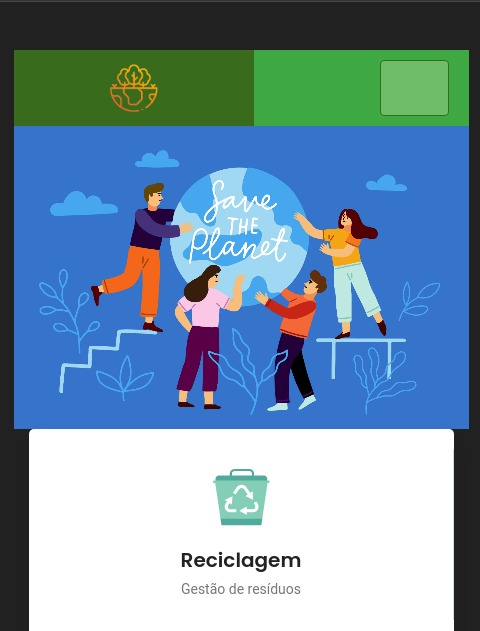 Save
THE
Planet
Reciclagem
Gestão de resíduos